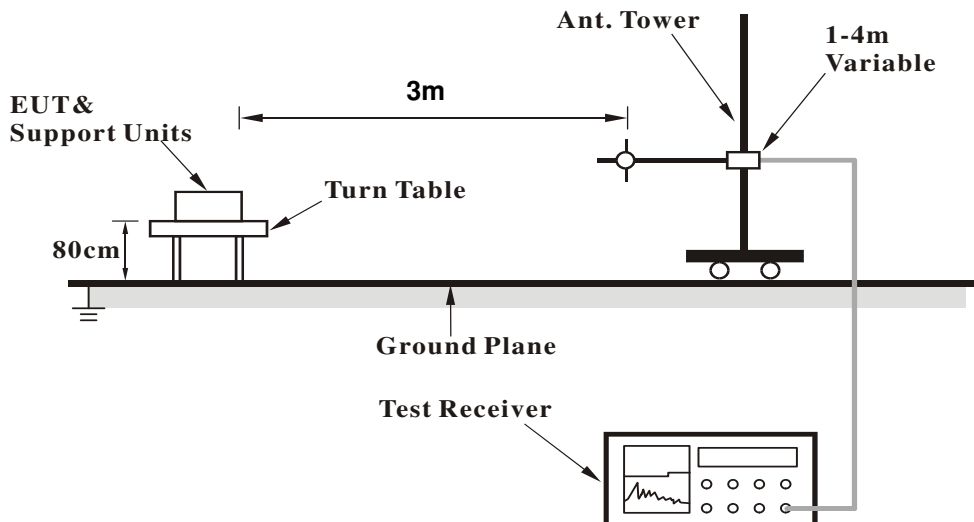 Ant. Tower
1-4m
Variable
3m
EUT&
Support Units
Turn Table
80cm
Ground Plane
Test Receiver